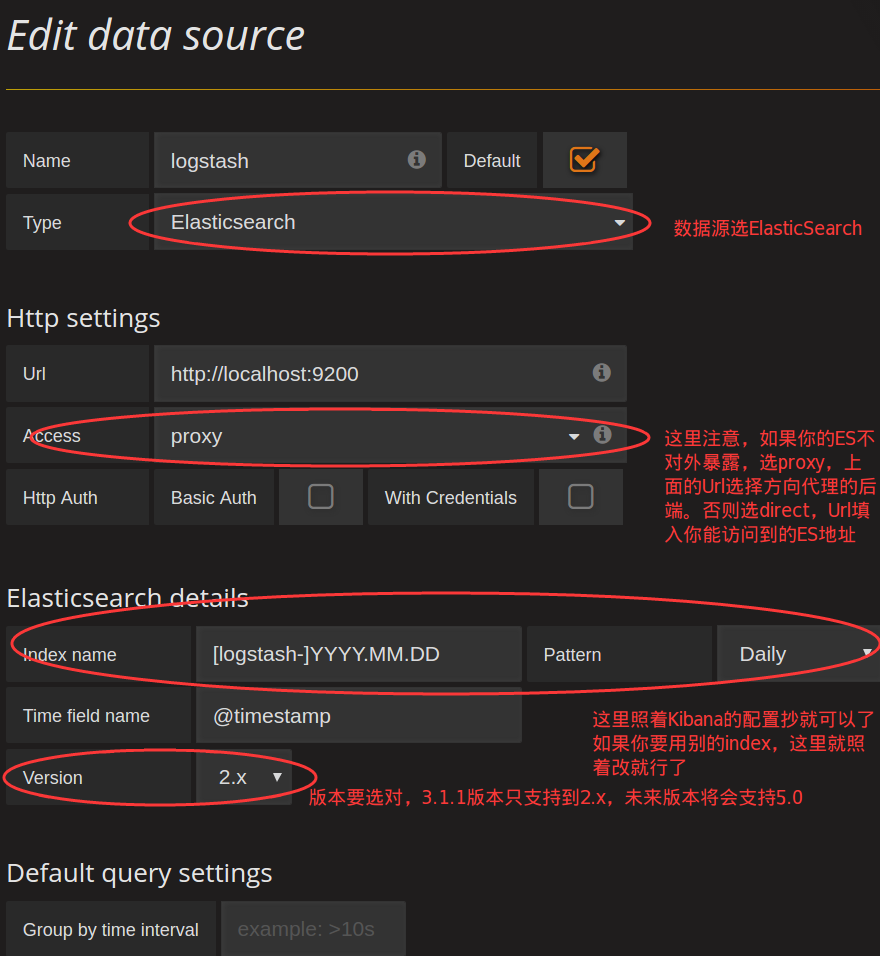 Edit data source
Name logstash Default
Type Elasticsearch
数据源选ElasticSearch
Http settings
Url http://localhost:9200
Access proxy
这里注意，如果你的ES不
对外暴露，选proxy，上
面的Url选择方向代理的后
端。否则选direct，Url填
入你能访问到的ES地址
Http Auth Basic Auth With Credentials
Elasticsearch details
Index name [logstash-]YYYY.MM.DD Pattern Daily
Time field name @timestamp
这里照着Kibana的配置抄就可以了
如果你要用别的index，这里就照
着改就行了
Version 2.x
版本要选对，3.1.1版本只支持到2.x，未来版本将会支持5.0
Default query settings
Group by time interval example: >10s